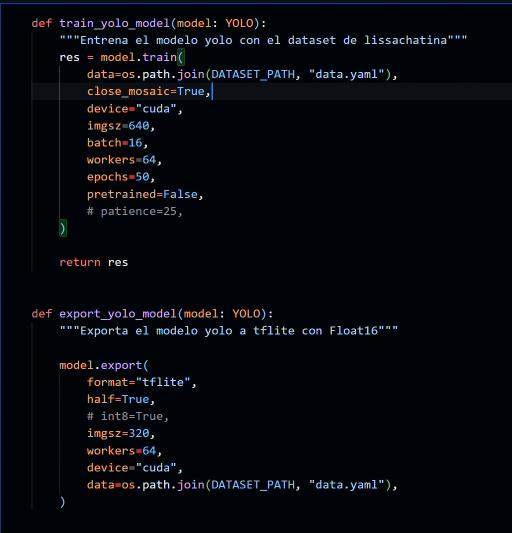 def train_yolo_model(model: YOLO):
    """Entrena el modelo yolo con el dataset de lissachatina"""
    res = model.train(
        data=os.path.join(DATASET_PATH, "data.yaml"),
        close_mosaic=True,
        device="cuda",
        imgsz=640,
        batch=16,
        workers=64,
        epochs=50,
        pretrained=False,
        # patience=25,
    )
    return res
def export_yolo_model(model: YOLO):
    """Exporta el modelo yolo a tflite con Float16"""
    model.export(
        format="tflite",
        half=True,
        # int8=True,
        imgsz=320,
        workers=64,
        device="cuda",
        data=os.path.join(DATASET_PATH, "data.yaml"),
    )